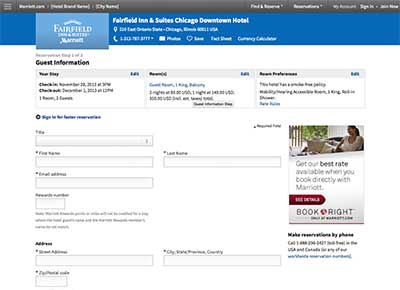 Marriott.com | [Hotel Brand Name] | [City Name]
Find & Reserve
Reservations
My Account
Sign In
Join Now
FAIRFIELD
INN & SUITES
Marriott
Fairfield Inn & Suites Chicago Downtown Hotel
216 East Ontario Street • Chicago, Illinois 60611 USA
1-312-787-3777
Photos
Fact Sheet
Currency Calculator
Reservation Step 1 of 2
Guest Information
Your Stay Edit
Check-in: November 28, 2013 at 3PM
Check-out: December 1, 2013 at 12PM
1 Room, 2 Guests
Room(s) Edit
Guest Room, 1 King, Balcony
2 nights at 89.00 USD, 1 night at 149.00 USD,
(incl. est. taxes) total.
Guest Information Step
Room Preferences Edit
This hotel has a smoke-free policy.
Mobility/Hearing Accessible Room, 1 King, Roll-in
Shower.
Rate Rules
Sign in for faster reservation
Required Field
Title
* First Name
* Last Name
* Email address
Rewards number
Note: Marriott Rewards points or miles will not be credited for a stay
where the hotel guest's name and the Marriott Rewards member's
name do not match.
Address
* Street Address
* City, State/Province, Country
* Zip/Postal code
Get our best rate
available when you
book directly with
Marriott.
SEE DETAILS
BOOK RIGHT
ONLY AT MARRIOTT.COM
Make reservations by phone
Call 1-888-236-2427 (toll-free) in the
USA and Canada (or any of our
worldwide reservation numbers).